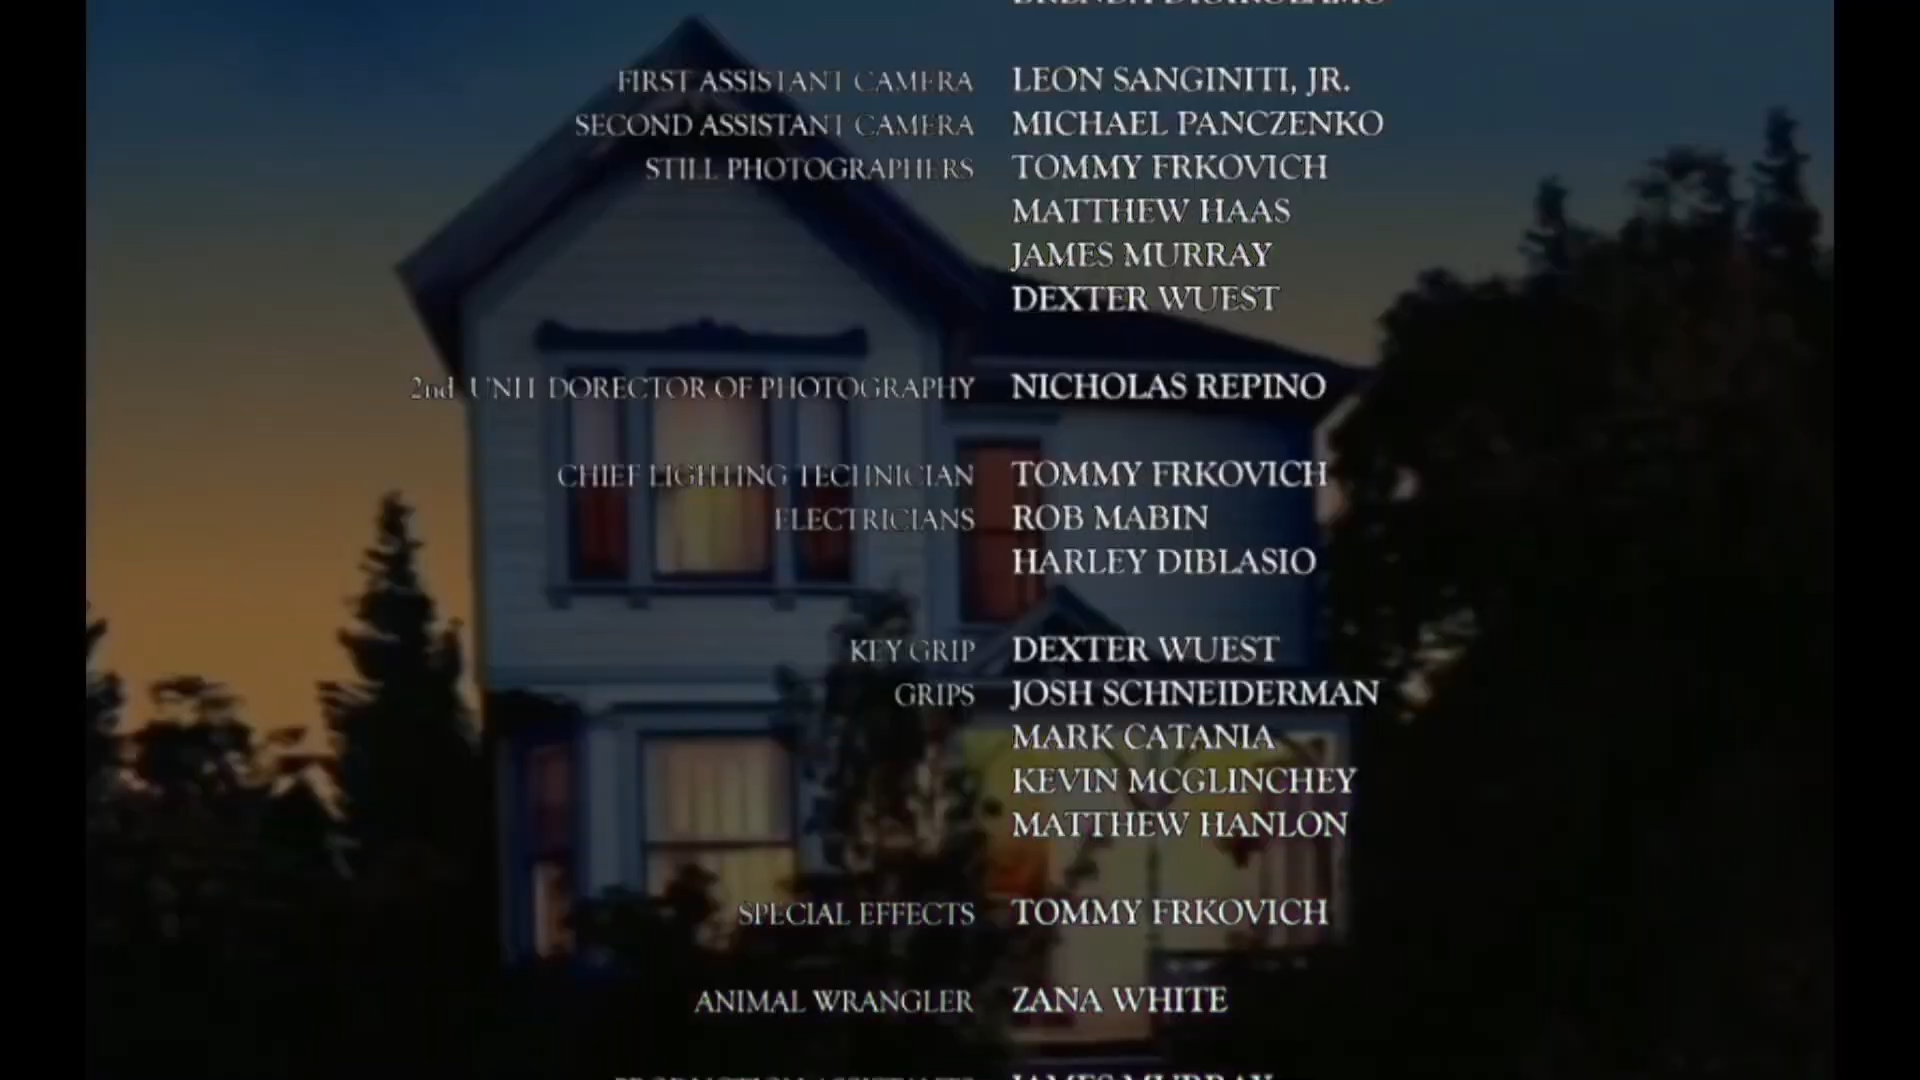 FIRST ASSISTANT CAMERA LEON SANGINITI, JR.
SECOND ASSISTANT CAMERA MICHAEL PANCZENKO
STILL PHOTOGRAPHERS TOMMY FRKOVICH
MATTHEW HAAS
JAMES MURRAY
DEXTER WUEST
2nd UNIT DORECTOR OF PHOTOGRAPHY NICHOLAS REPINO
CHIEF LIGHTING TECHNICIAN TOMMY FRKOVICH
ELECTRICIANS ROB MABIN
HARLEY DIBLASIO
KEY GRIP DEXTER WUEST
GRIPS JOSH SCHNEIDERMAN
MARK CATANIA
KEVIN MCGLINCHEY
MATTHEW HANLON
SPECIAL EFFECTS TOMMY FRKOVICH
ANIMAL WRANGLER ZANA WHITE
JAMES MURRAY